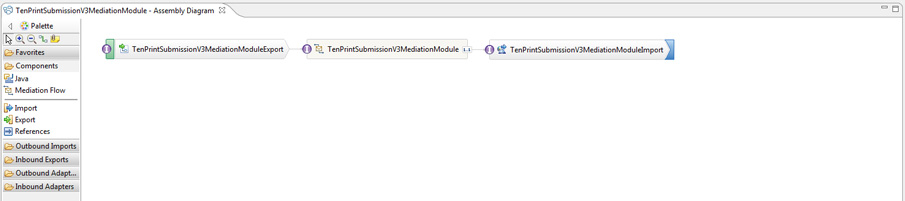 TenPrintSubmissionV3MediationModule - Assembly Diagram
Palette
Favorites
Components
Java
Mediation Flow
Import
Export
References
Outbound Imports
Inbound Exports
Outbound Adapt...
Inbound Adapters
TenPrintSubmissionV3MediationModuleExport
TenPrintSubmissionV3MediationModule
1..1
TenPrintSubmissionV3MediationModuleImport